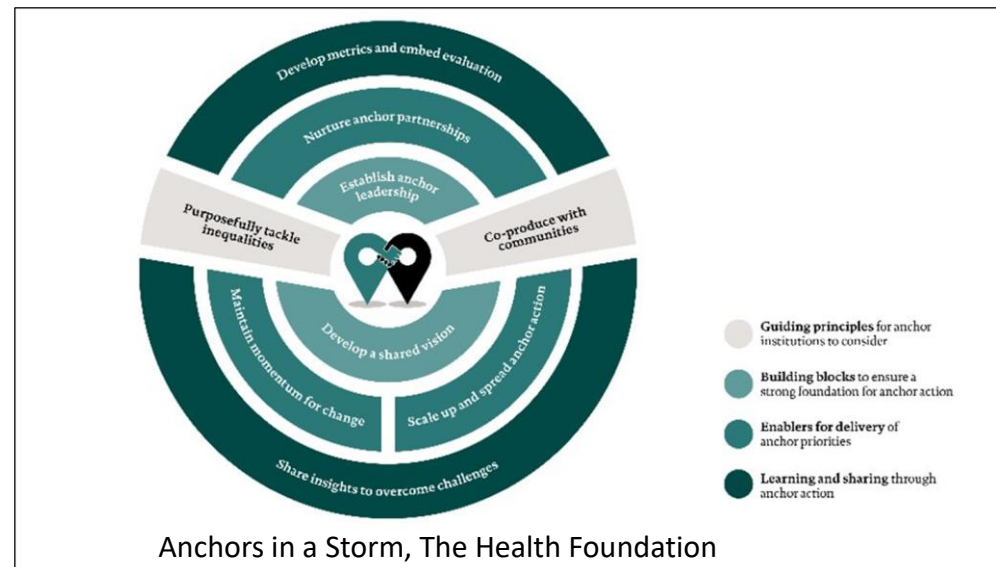 Develop metrics and embed evaluation
Nurture anchor partnerships
Establish anchor
leadership
Purposefully tackle
inequalities
Co-produce with
communities
Develop a shared vision
Maintain momentum for change
Scale up and spread anchor action
Share insights to overcome challenges
Guiding principles for anchor
institutions to consider
Building blocks to ensure a
strong foundation for anchor action
Enablers for delivery of
anchor priorities
Learning and sharing through
anchor action
Anchors in a Storm, The Health Foundation